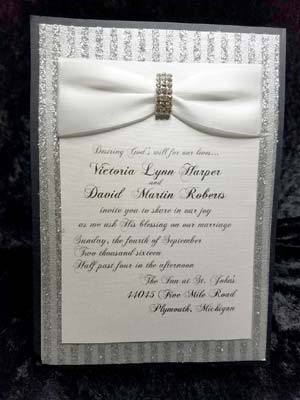 Desiring God's will for our lives...
Victoria Lynn Harper
and
David Martin Roberts
invite you to share in our joy
as we ask His blessing on our marriage
Sunday, the fourth of September
Two thousand sixteen
Half past four in the afternoon
The Inn at St. Johns
44045 Five Mile Road
Plymouth, Michigan